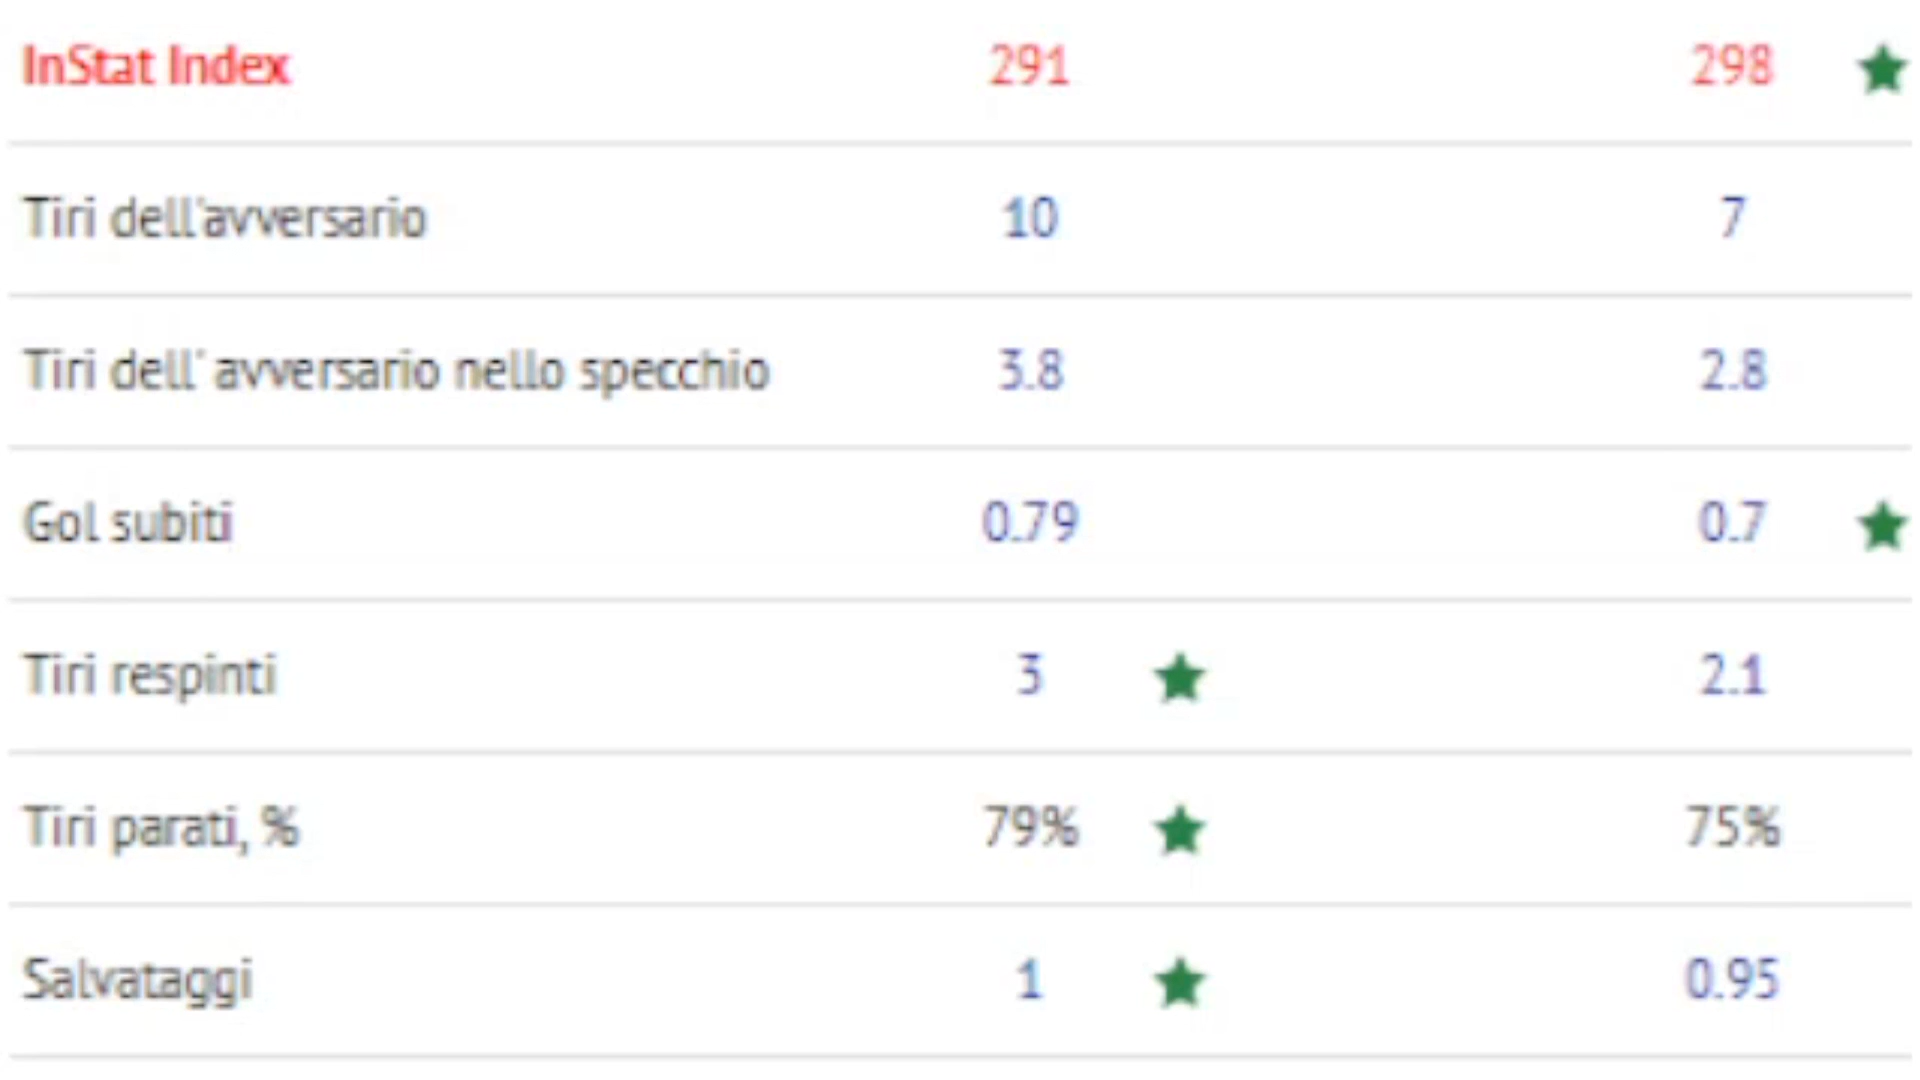 InStat Index 291 298
Tiri dell'avversario 10 7
Tiri dell' avversario nello specchio 3.8 2.8
Gol subiti 0.79 0.7
Tiri respinti 3 2.1
Tiri parati, % 79% 75%
Salvataggi 1 0.95